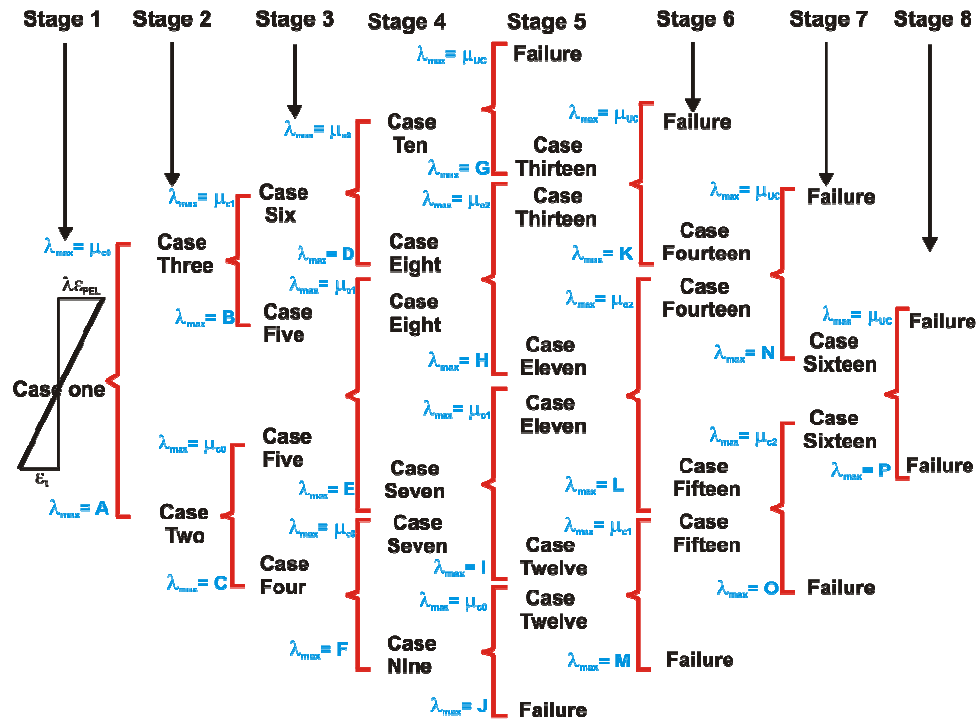 Stage 1
Stage 2
Stage 3
Stage 4
Stage 5
Stage 6
Stage 7
Stage 8
λmax= μc0
λεPEL
Case one
εt
λmax= A
λmax= μc1
Case
Three
λmax= B
λmax= μc0
Case
Two
λmax= C
λmax= μc2
Case
Six
λmax= D
λmax= μc1
Case
Five
Case
Five
λmax= E
λmax= μc0
Case
Four
λmax= F
λmax= μUC
Case
Ten
λmax= G
λmax= μc2
Case
Eight
Case
Eight
λmax= H
λmax= μc1
Case
Seven
Case
Seven
λmax= I
λmax= μc0
Case
Nine
λmax= J
Failure
λmax= μUC
Case
Thirteen
Case
Thirteen
λmax= K
λmax= μc2
Case
Eleven
Case
Eleven
λmax= L
λmax= μc1
Case
Twelve
Case
Twelve
λmax= M
Failure
Failure
λmax= μUC
Case
Fourteen
Case
Fourteen
λmax= N
λmax= μc2
Case
Fifteen
Case
Fifteen
λmax= O
Failure
Failure
λmax= μUC
Case
Sixteen
Case
Sixteen
λmax= P
Failure
Failure
Failure